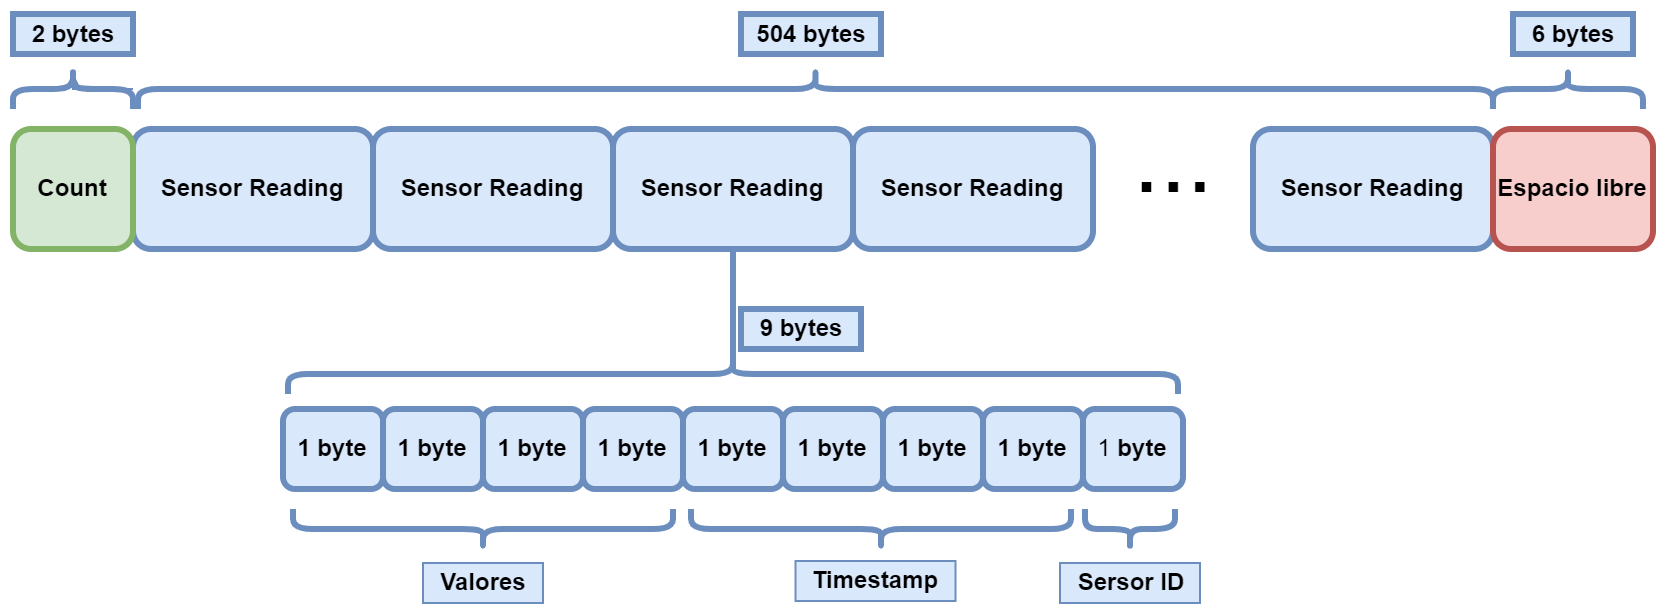 2 bytes
504 bytes
6 bytes
Count
Sensor Reading
Sensor Reading
Sensor Reading
Sensor Reading
...
Sensor Reading
Espacio libre
9 bytes
1 byte
1 byte
1 byte
1 byte
1 byte
1 byte
1 byte
1 byte
1 byte
Valores
Timestamp
Sersor ID